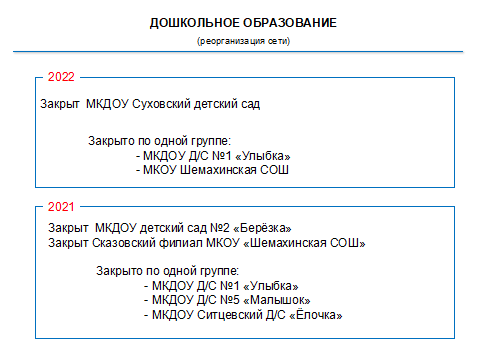 ДОШКОЛЬНОЕ ОБРАЗОВАНИЕ
(реорганизация сети)
2022
Закрыт МКДОУ Суховский детский сад
Закрыто по одной группе:
- МКДОУ Д/С №1 «Улыбка»
- МКОУ Шемахинская СОШ
2021
Закрыт МКДОУ детский сад №2 «Берёзка»
Закрыт Сказовский филиал МКОУ «Шемахинская СОШ»
Закрыто по одной группе:
- МКДОУ Д/С №1 «Улыбка»
- МКДОУ Д/С №5 «Малышок»
- МКДОУ Ситцевский Д/С «Ёлочка»